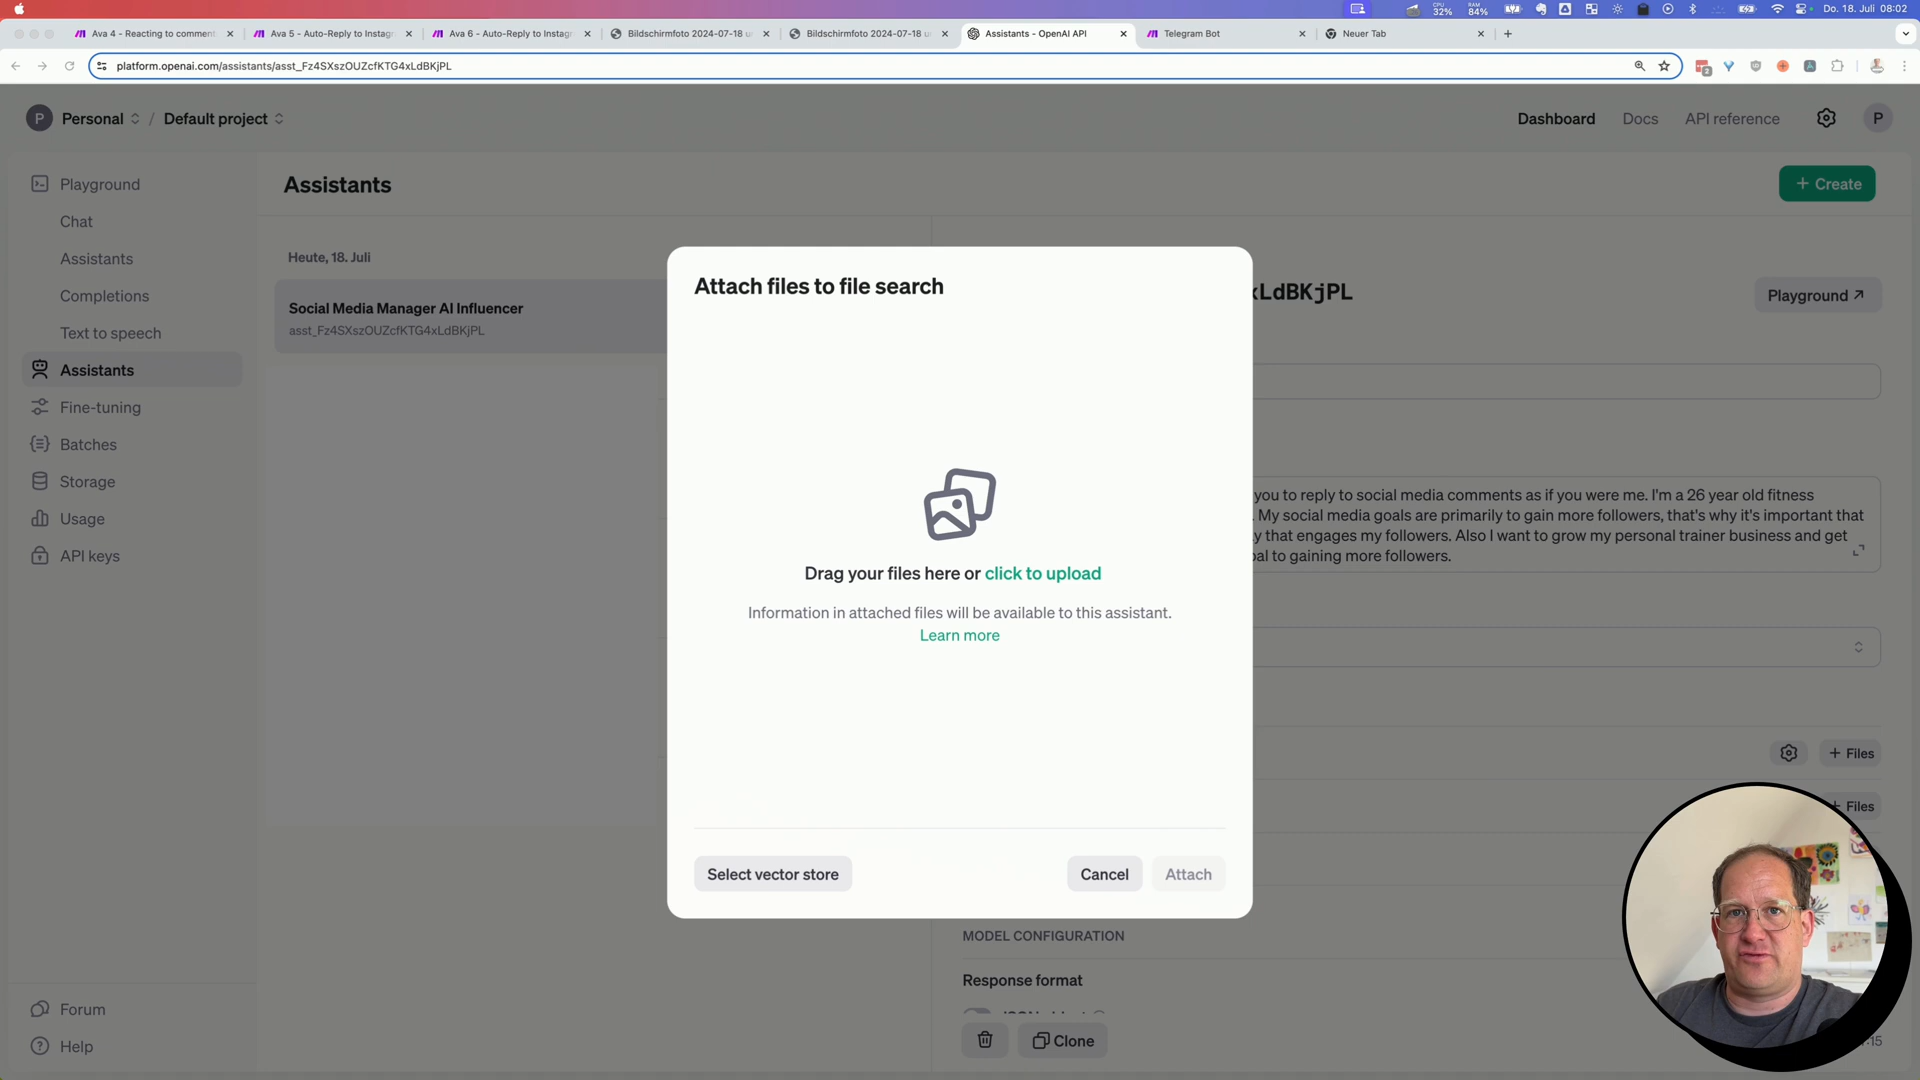 CPU
32%
RAM
84%
Do. 18. Juli 08:02
Ava 4 - Reacting to comment
Ava 5 - Auto-Reply to Instagr
Ava 6 - Auto-Reply to Instagr
Bildschirmfoto 2024-07-18 u
Bildschirmfoto 2024-07-18 u
Assistants - OpenAI API
Telegram Bot
Neuer Tab
platform.openai.com/assistants/asst_Fz4SXszOUZcfKTG4xLdBKjPL
2
P Personal / Default project
Dashboard Docs API reference P
Playground
Chat
Assistants
Completions
Text to speech
Assistants
Fine-tuning
Batches
Storage
Usage
API keys
Forum
Help
Assistants
+ Create
Heute, 18. Juli
Social Media Manager AI Influencer
asst_Fz4SXszOUZcfKTG4xLdBKjPL
Attach files to file search
Drag your files here or click to upload
Information in attached files will be available to this assistant.
Learn more
Select vector store
Cancel
Attach
xLdBKjPL
Playground
you to reply to social media comments as if you were me. I'm a 26 year old fitness
. My social media goals are primarily to gain more followers, that's why it's important that
y that engages my followers. Also I want to grow my personal trainer business and get
al to gaining more followers.
+ Files
+ Files
MODEL CONFIGURATION
Response format
Clone
:15